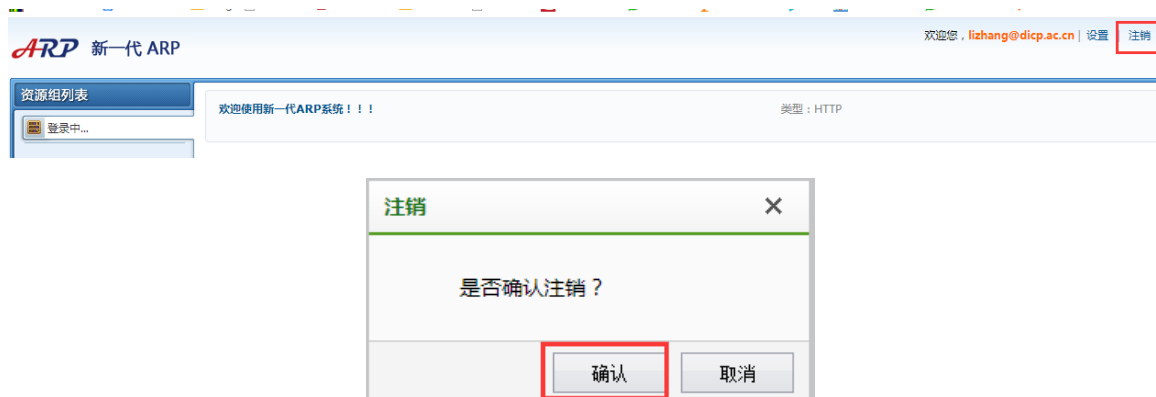 ARP 新一代 ARP
欢迎您，lizhang@dicp.ac.cn | 设置 | 注销
资源组列表
登录中...
欢迎使用新一代ARP系统！！！
类型：HTTP
注销
是否确认注销？
确认
取消